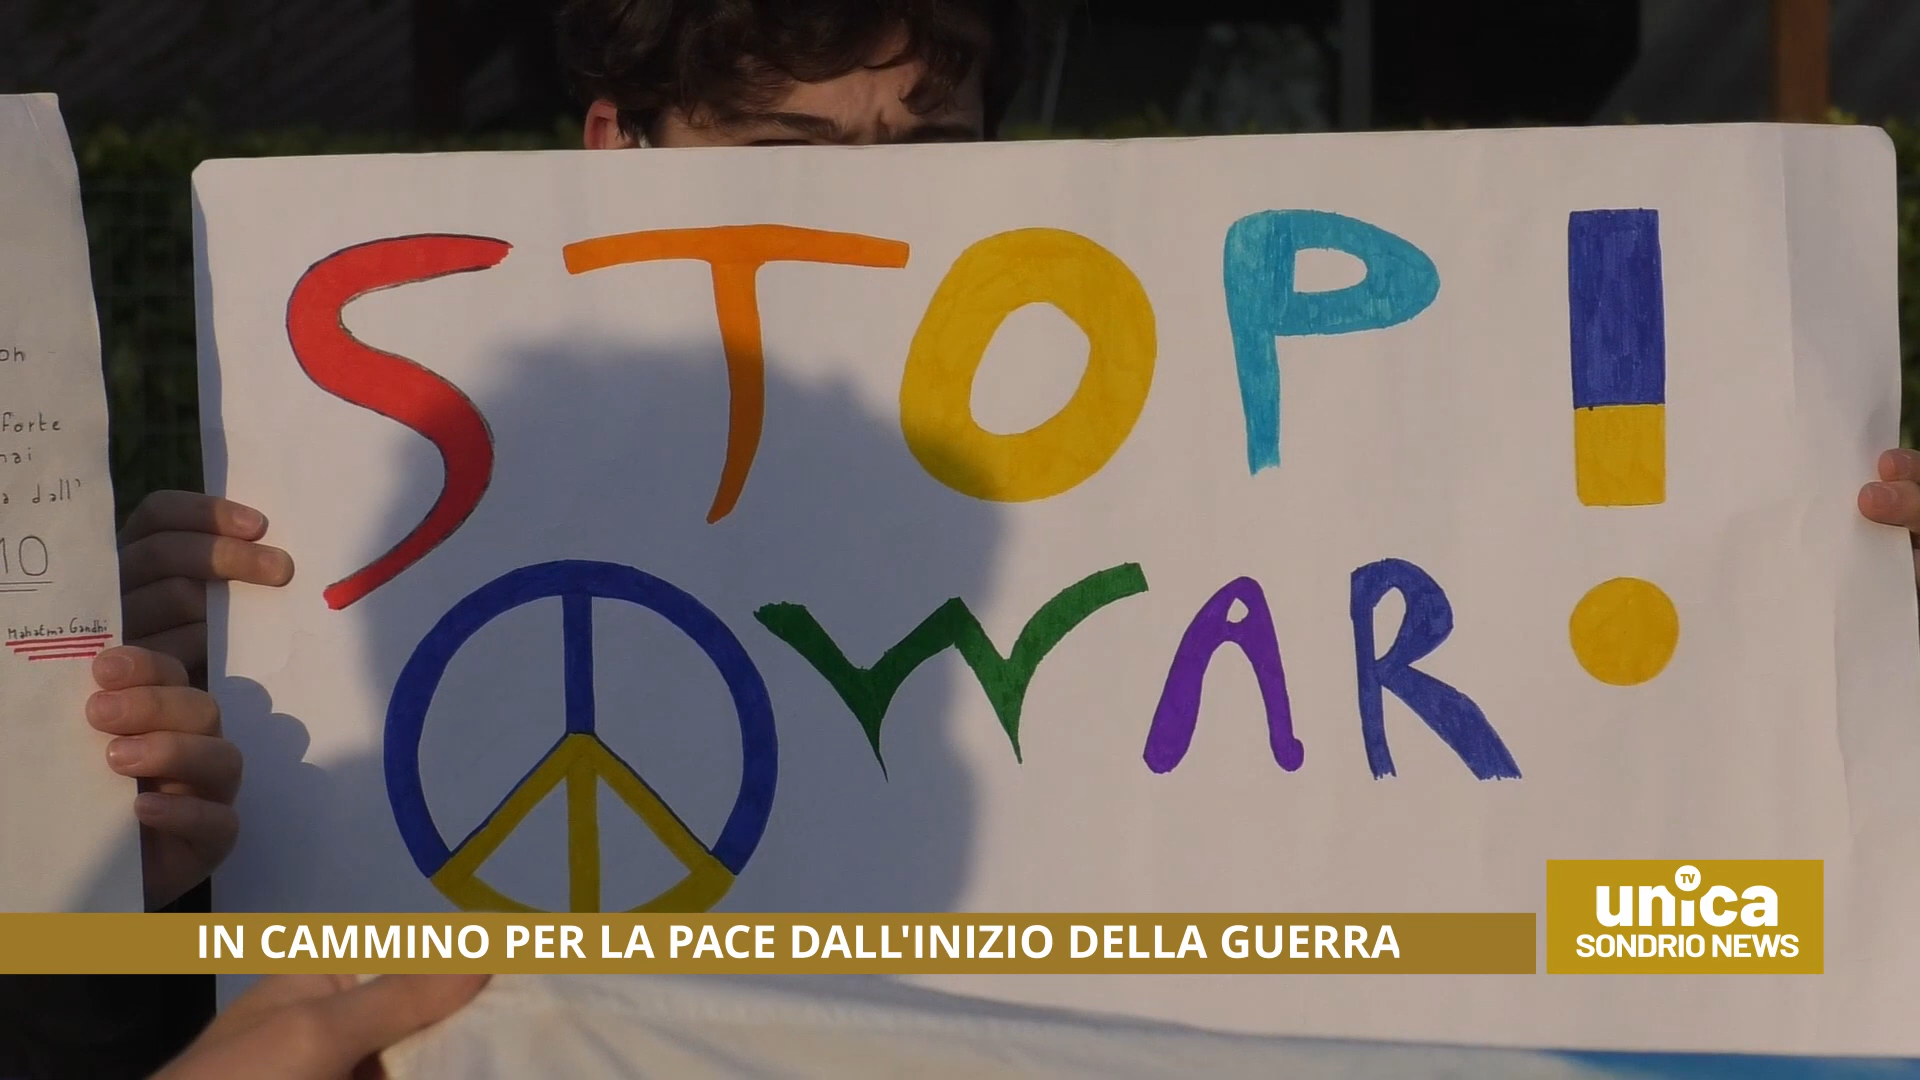 STOP!
WAR
oh
forte
mai
a dall'
10
Mahatma Gandhi
IN CAMMINO PER LA PACE DALL'INIZIO DELLA GUERRA
unica TV
SONDRIO NEWS